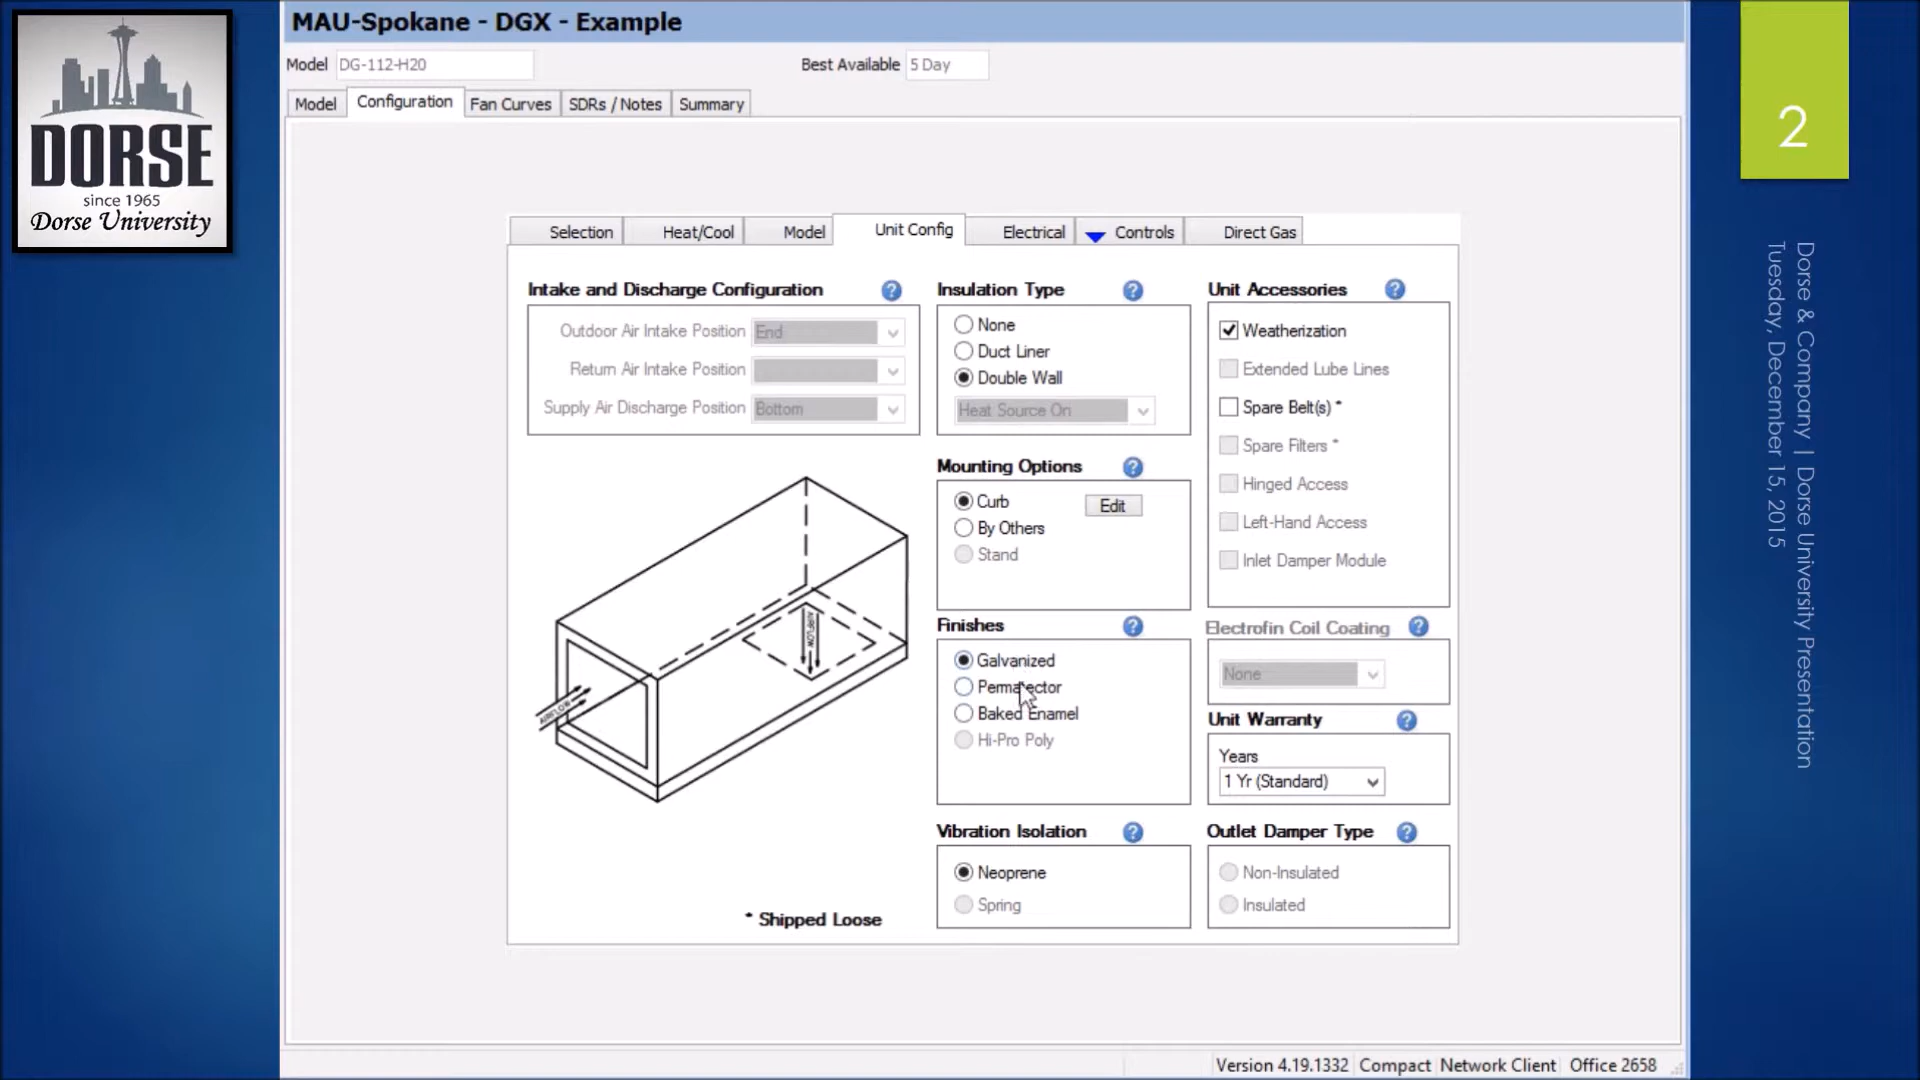 DORSE
since 1965
Dorse University
MAU-Spokane - DGX - Example
Model DG-112-H20
Best Available 5 Day
Model Configuration Fan Curves SDRs / Notes Summary
Selection Heat/Cool Model Unit Config Electrical Controls Direct Gas
Intake and Discharge Configuration ?
Outdoor Air Intake Position End
Return Air Intake Position
Supply Air Discharge Position Bottom
AIRFLOW
AIRFLOW
* Shipped Loose
Insulation Type ?
None
Duct Liner
Double Wall
Heat Source On
Mounting Options ?
Curb Edit
By Others
Stand
Finishes ?
Galvanized
Permatector
Baked Enamel
Hi-Pro Poly
Vibration Isolation ?
Neoprene
Spring
Unit Accessories ?
Weatherization
Extended Lube Lines
Spare Belt(s) *
Spare Filters *
Hinged Access
Left-Hand Access
Inlet Damper Module
Electrofin Coil Coating ?
None
Unit Warranty ?
Years
1 Yr (Standard)
Outlet Damper Type ?
Non-Insulated
Insulated
Version 4.19.1332 Compact Network Client Office 2658
2
Dorse & Company | Dorse University Presentation
Tuesday, December 15, 2015